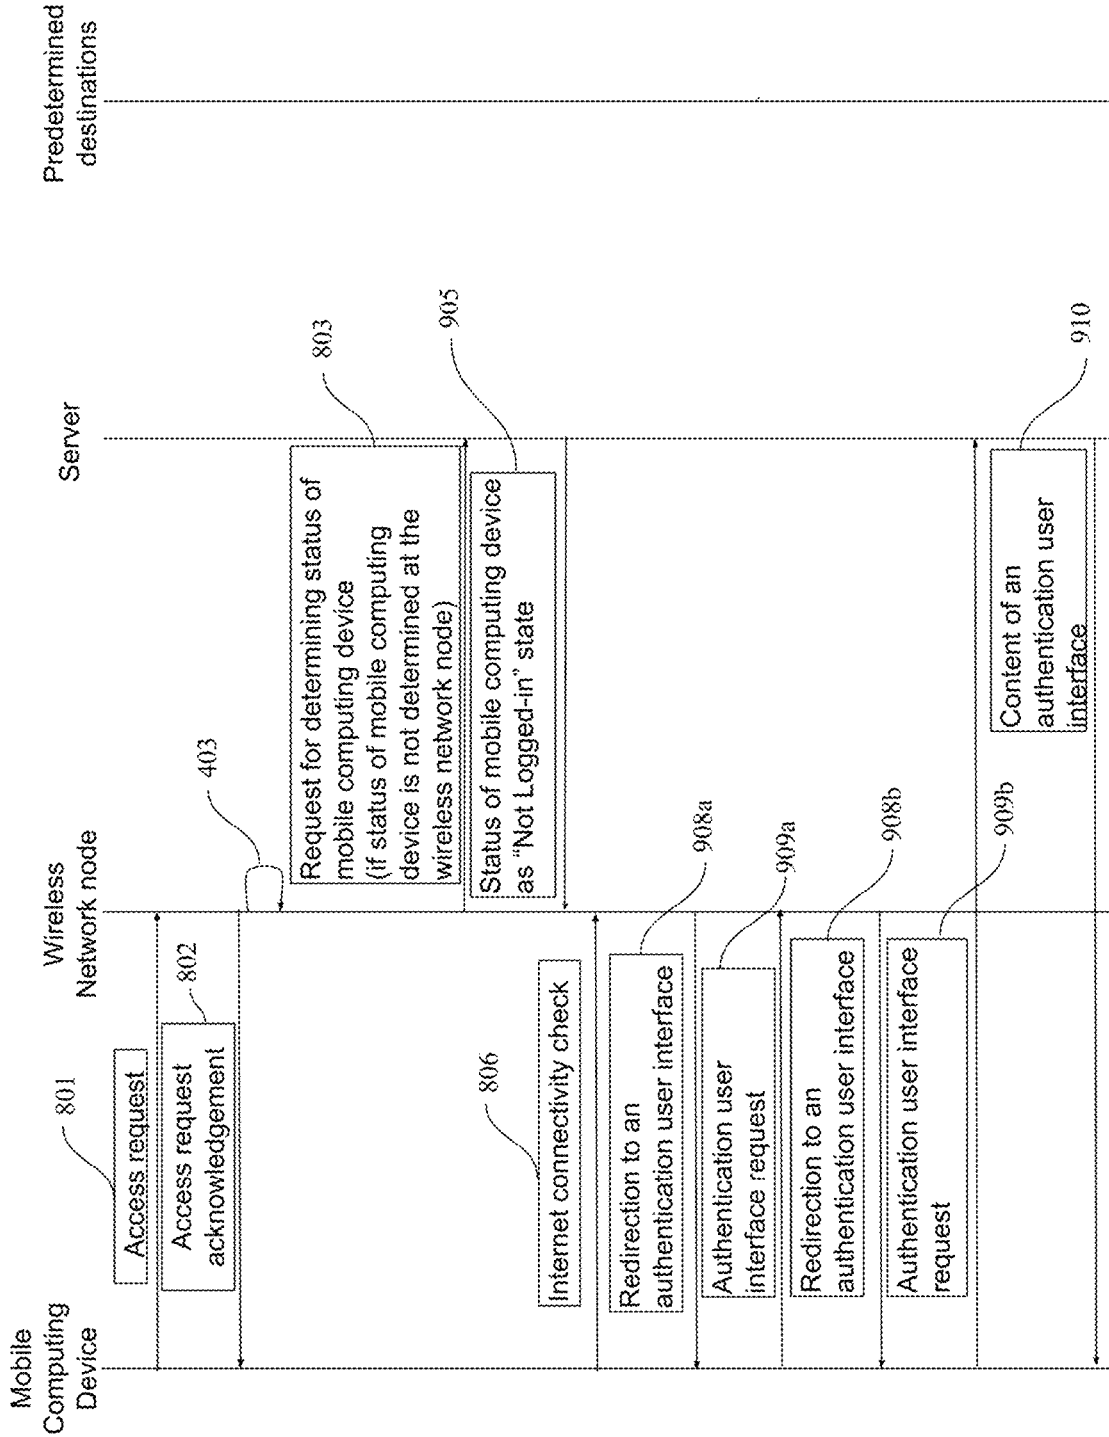 Mobile
Computing
Device
Wireless
Network node
Server
Predetermined
destinations
801
Access request
802
Access request
acknowledgement
403
803
Request for determining status of
mobile computing device
(if status of mobile computing
device is not determined at the
wireless network node)
905
Status of mobile computing device
as “Not Logged-in” state
806
Internet connectivity check
908a
Redirection to an
authentication user interface
909a
Authentication user
interface request
908b
Redirection to an
authentication user interface
909b
Authentication user interface
request
910
Content of an
authentication user
interface